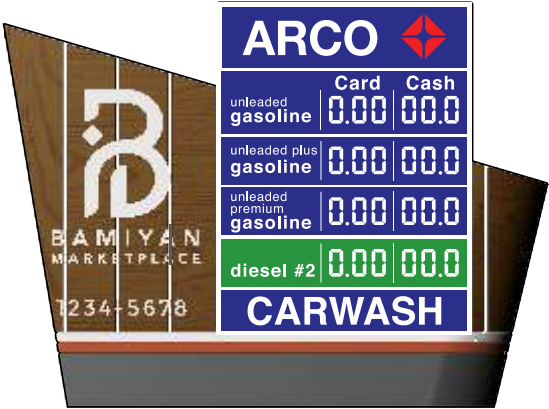 ARCO
Card Cash
unleaded
gasoline 0.00 00.0
unleaded plus
gasoline 0.00 00.0
unleaded
premium
gasoline 0.00 00.0
diesel #2 0.00 00.0
CARWASH
BAMIYAN
MARKETPLACE
1234-5678